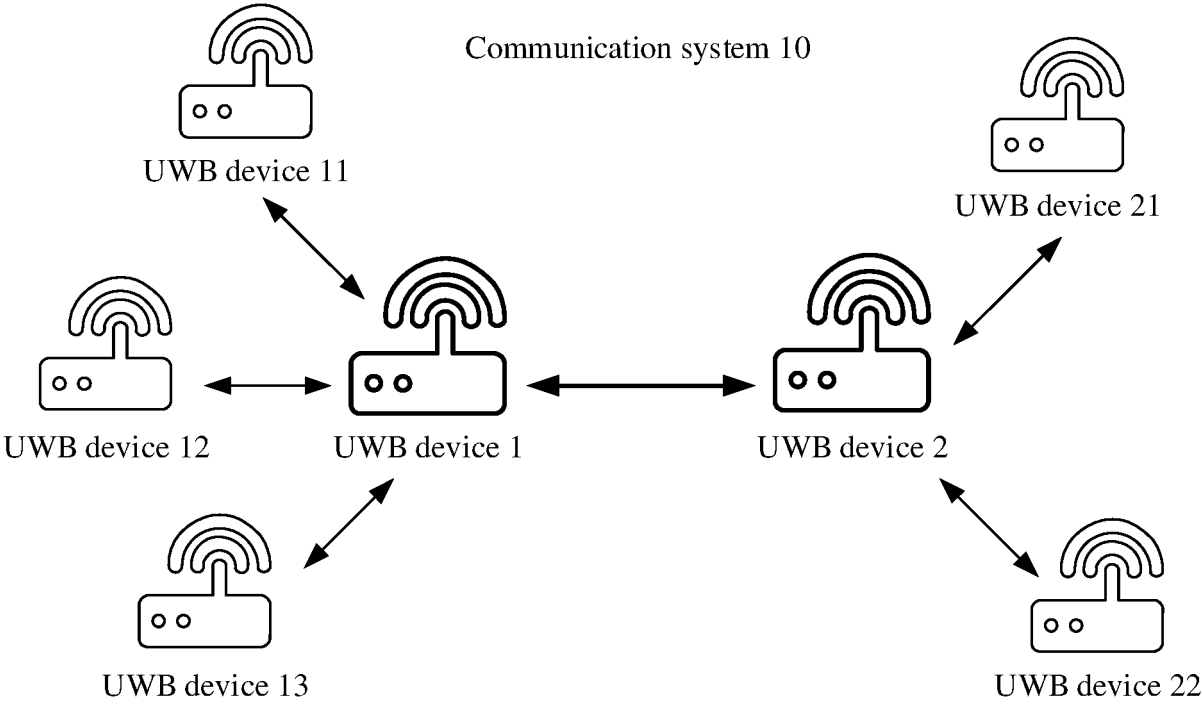 Communication system 10
UWB device 11
UWB device 21
UWB device 12
UWB device 1
UWB device 2
UWB device 13
UWB device 22